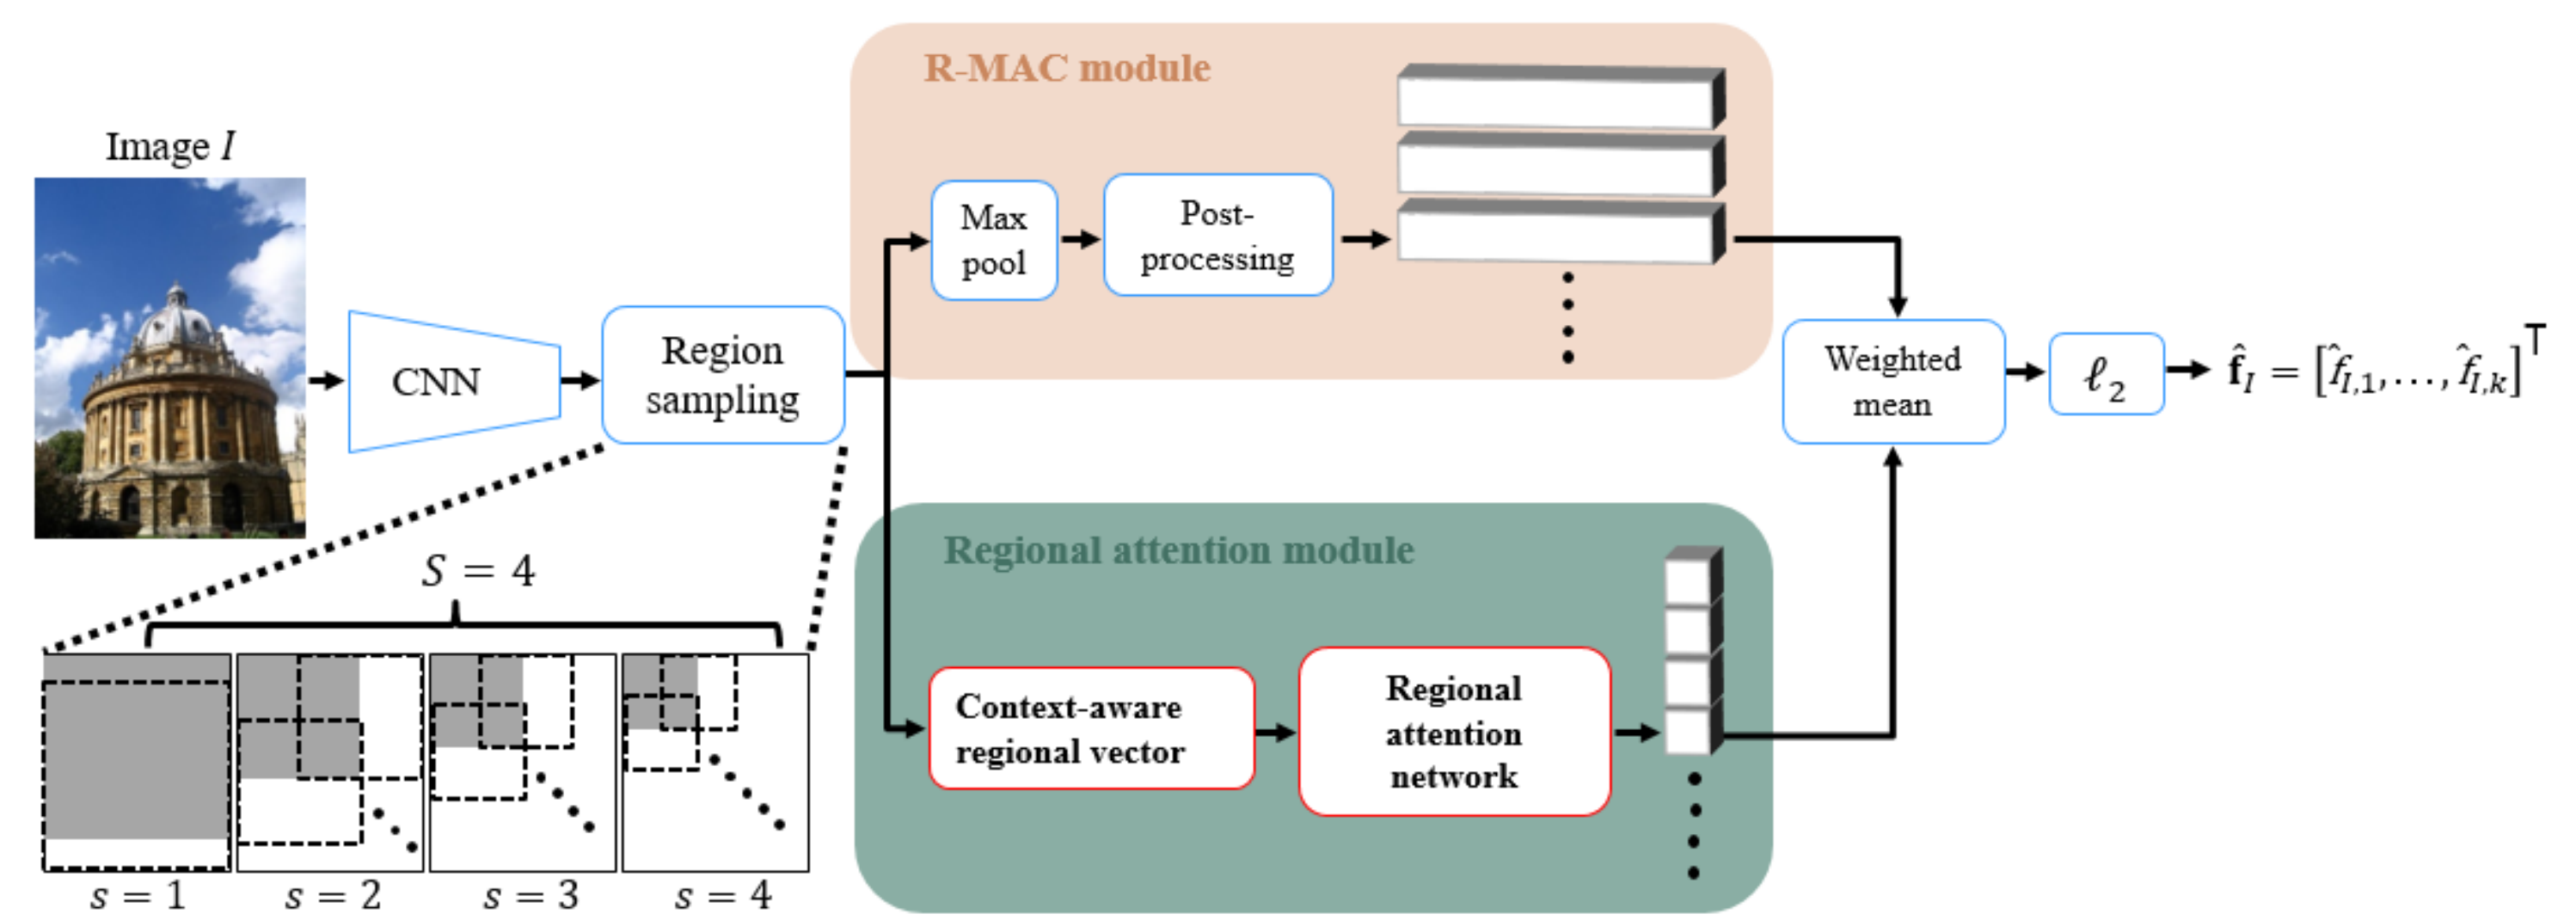 R-MAC module
Image I
Max
pool
Post-
processing
CNN
Region
sampling
Weighted
mean
ℓ₂
f̂_I = [f̂_{I,1}, …, f̂_{I,k}]^T
Regional attention module
S = 4
Context-aware
regional vector
Regional
attention
network
s = 1
s = 2
s = 3
s = 4